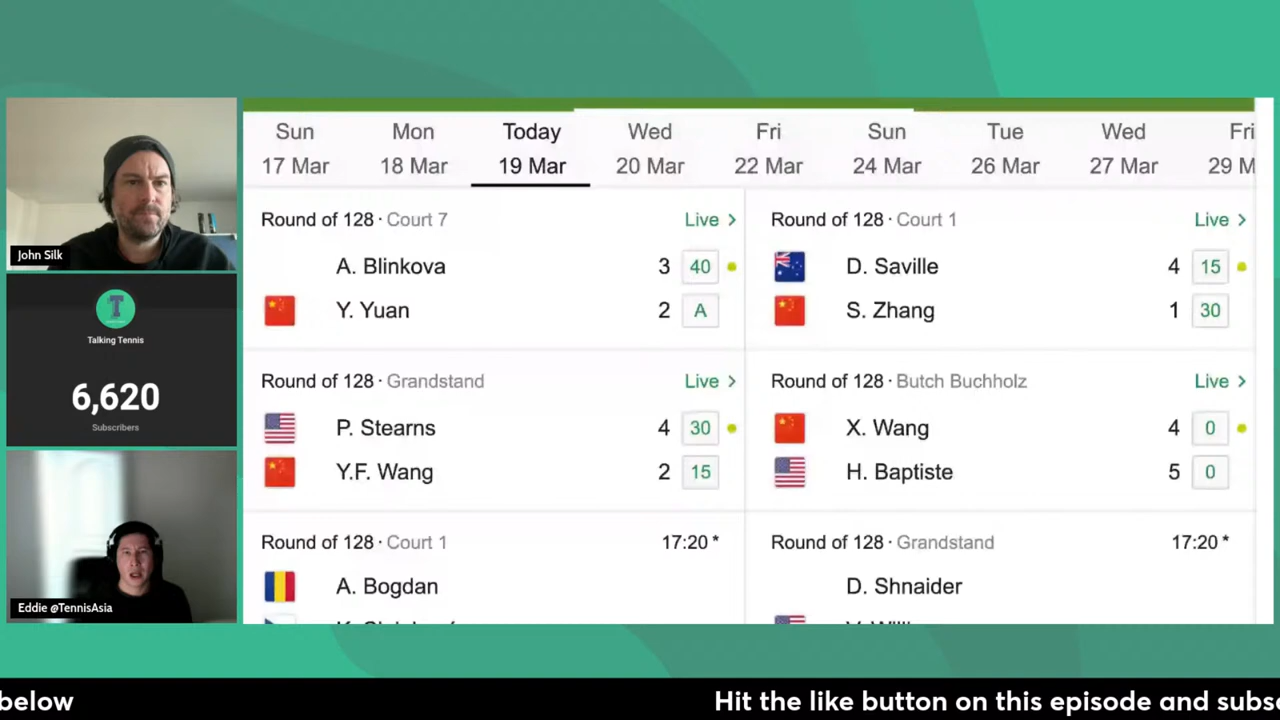 John Silk
T
Talking Tennis
6,620
Subscribers
Eddie @TennisAsia
Sun Mon Today Wed Fri Sun Tue Wed Fri
17 Mar 18 Mar 19 Mar 20 Mar 22 Mar 24 Mar 26 Mar 27 Mar 29 M
Round of 128 · Court 7 Live >
A. Blinkova 3 40
Y. Yuan 2 A
Round of 128 · Court 1 Live >
D. Saville 4 15
S. Zhang 1 30
Round of 128 · Grandstand Live >
P. Stearns 4 30
Y.F. Wang 2 15
Round of 128 · Butch Buchholz Live >
X. Wang 4 0
H. Baptiste 5 0
Round of 128 · Court 1 17:20 *
A. Bogdan
Round of 128 · Grandstand 17:20 *
D. Shnaider
below Hit the like button on this episode and subs